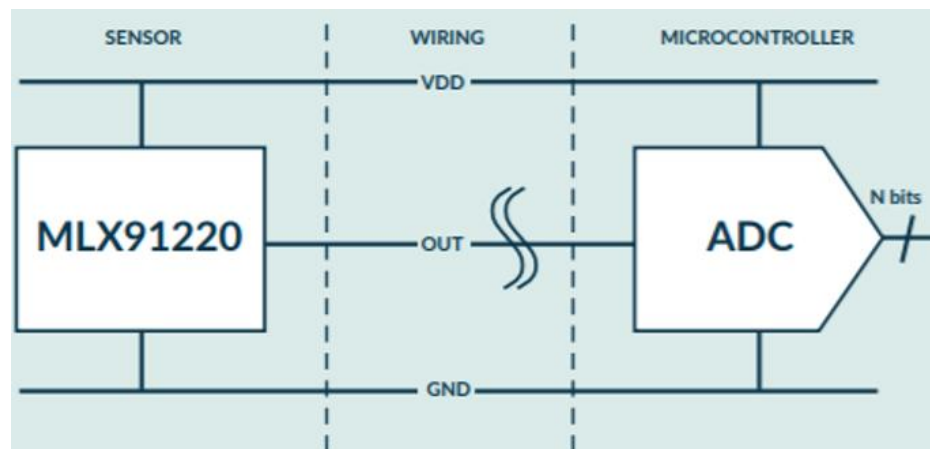 SENSOR
WIRING
MICROCONTROLLER
VDD
N bits
MLX91220
OUT
ADC
GND